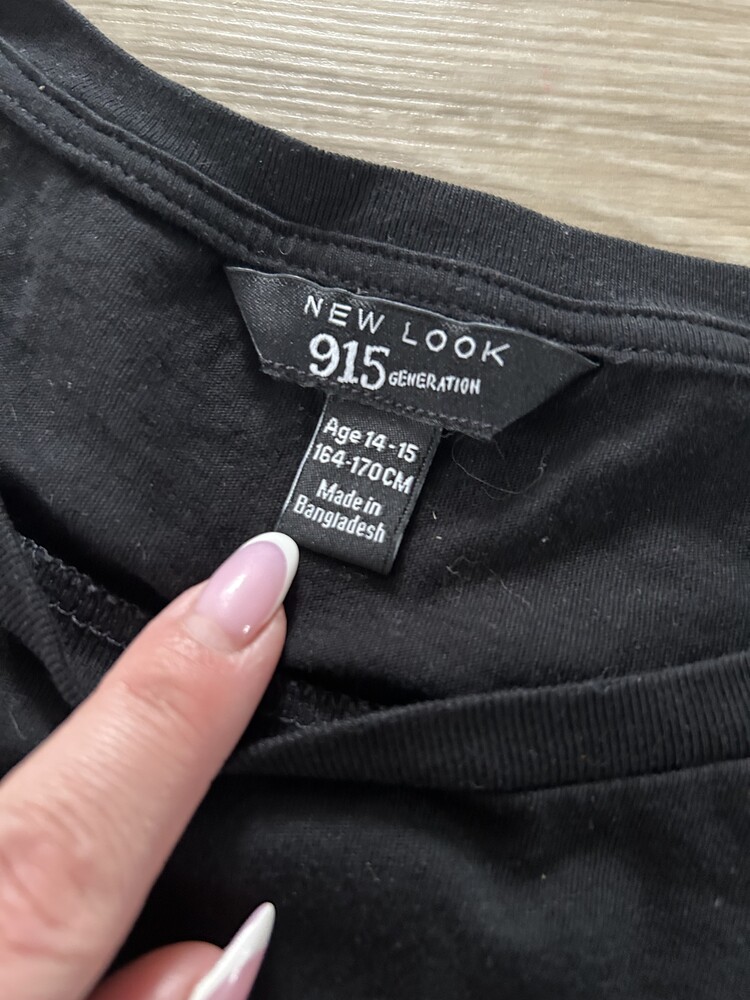 NEW LOOK
915 GENERATION
Age 14-15
164-170CM
Made in
Bangladesh